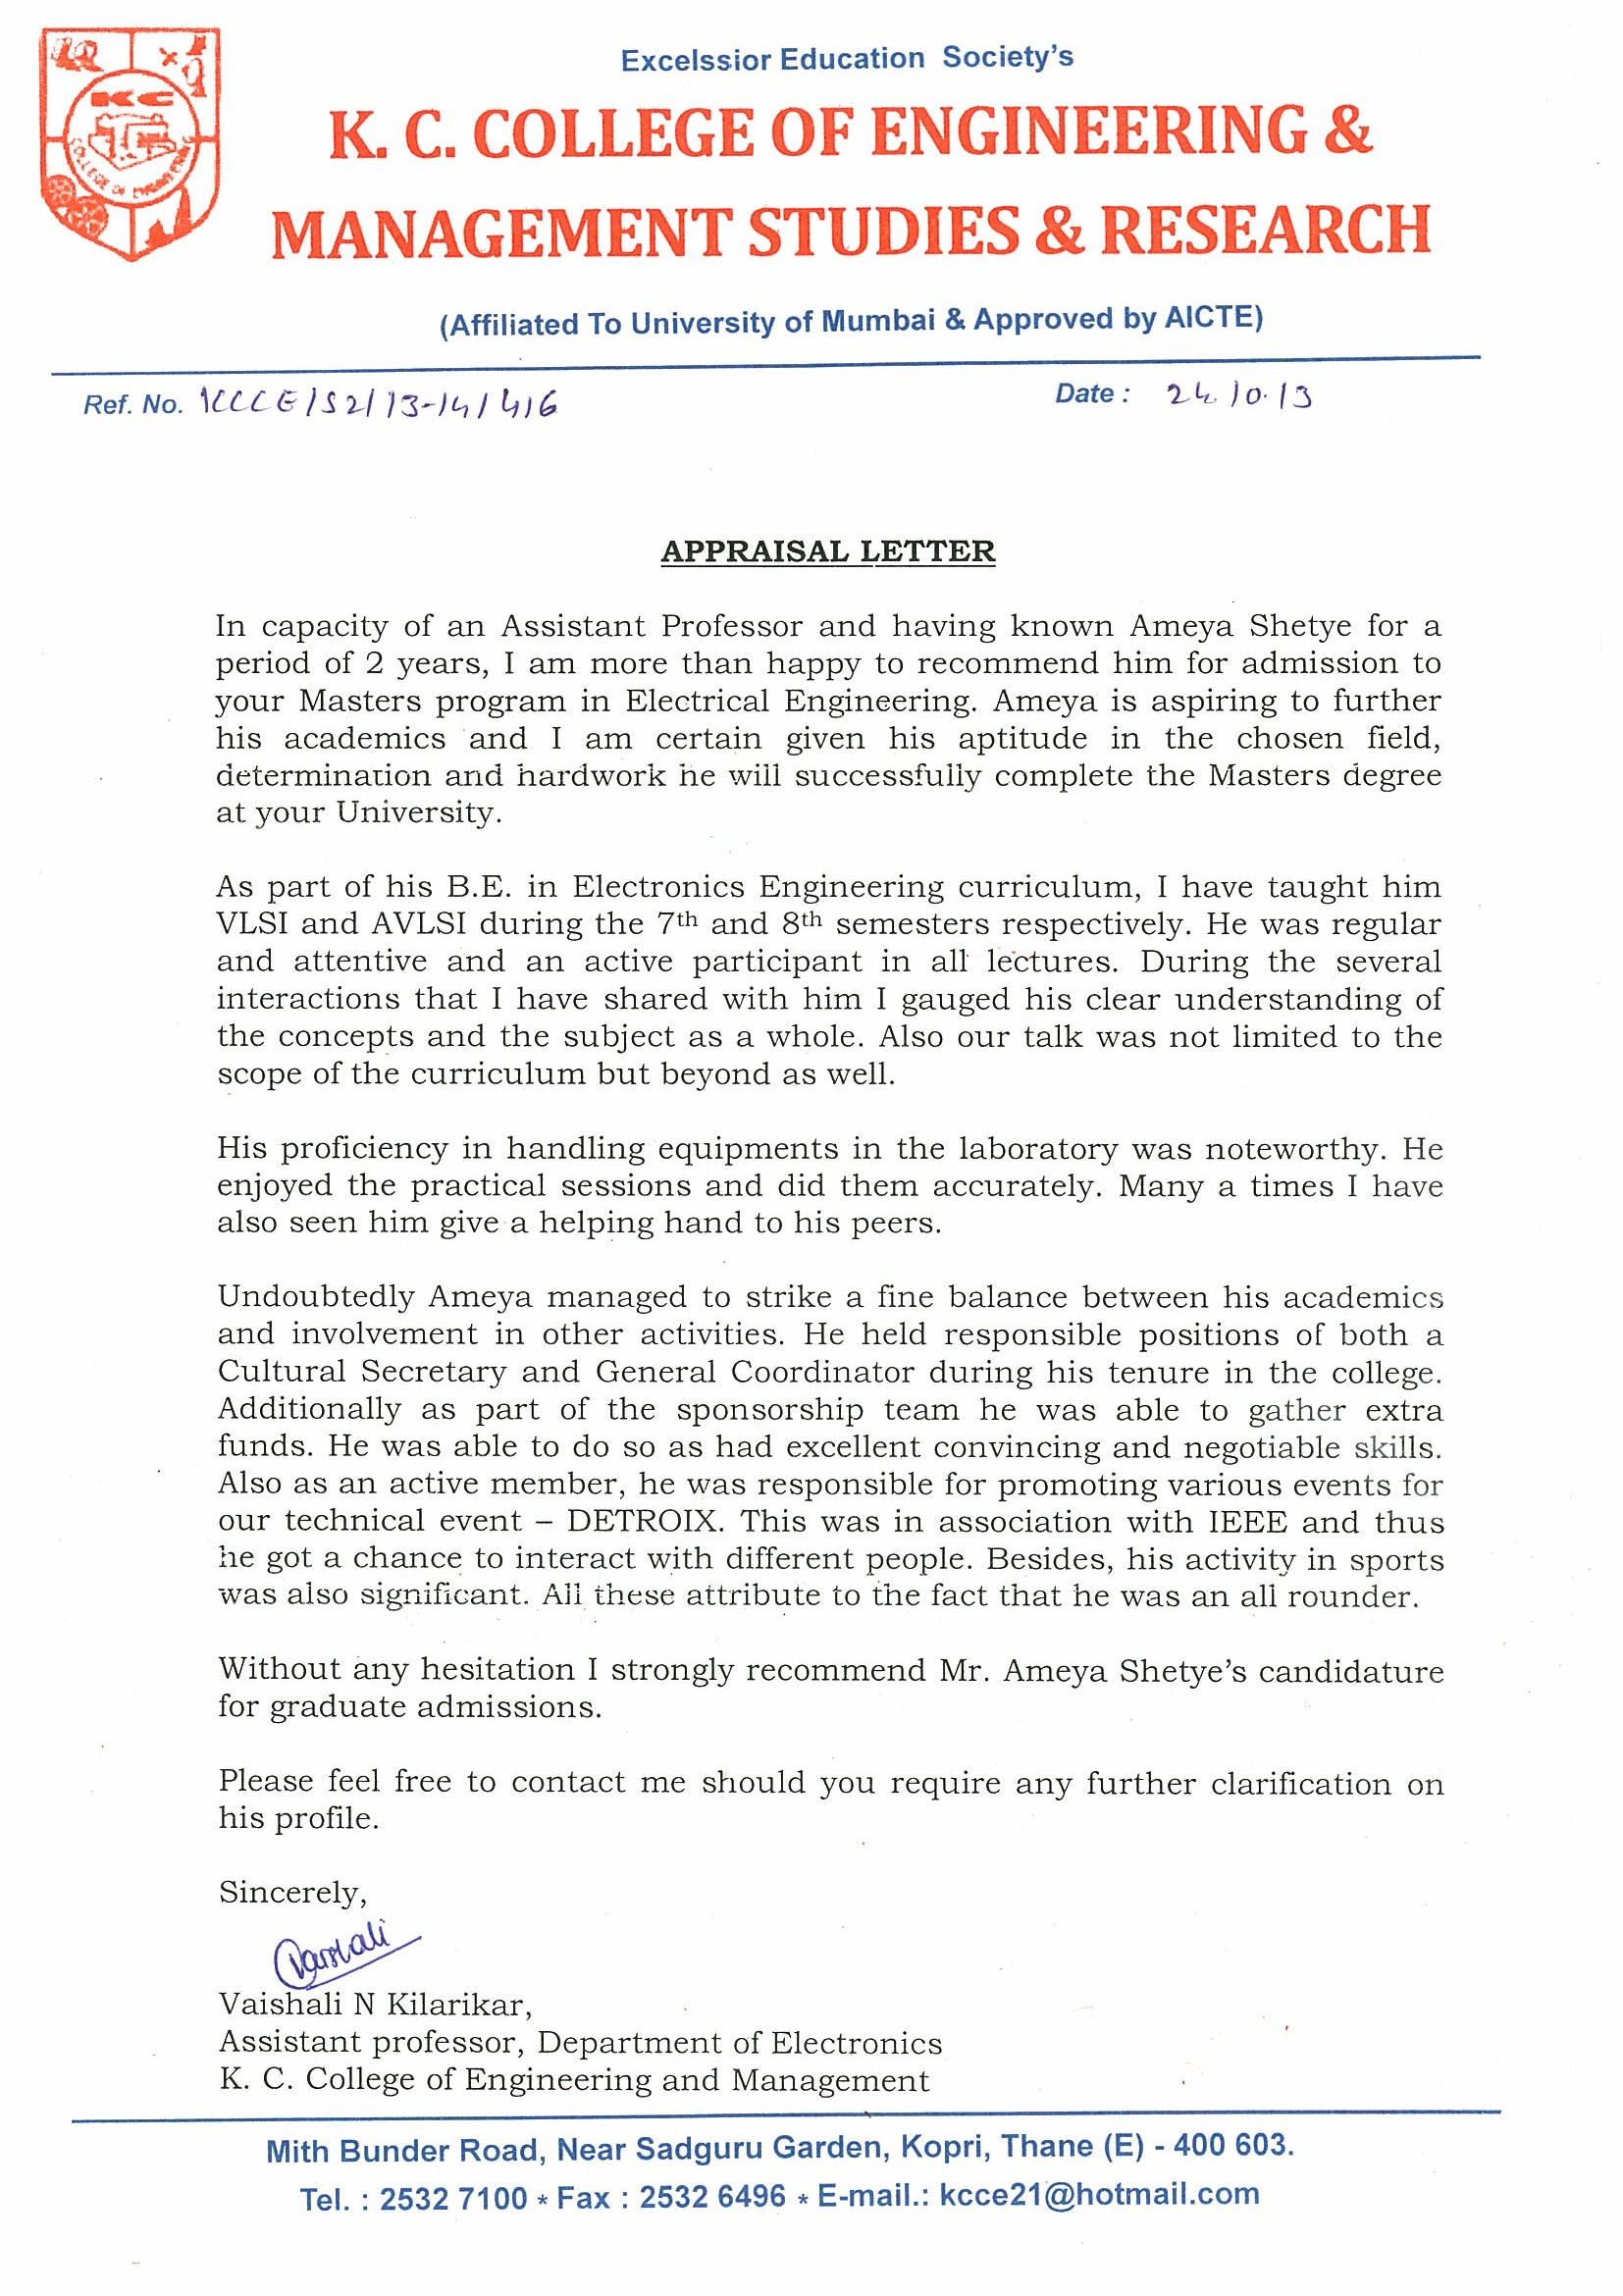 KC
COLLEGE OF ENGINEERING
Excelssior Education Society's
K. C. COLLEGE OF ENGINEERING &
MANAGEMENT STUDIES & RESEARCH
(Affiliated To University of Mumbai & Approved by AICTE)
Ref. No. KCCE/S2/13-14/416
Date : 24.10.13
APPRAISAL LETTER
In capacity of an Assistant Professor and having known Ameya Shetye for a
period of 2 years, I am more than happy to recommend him for admission to
your Masters program in Electrical Engineering. Ameya is aspiring to further
his academics and I am certain given his aptitude in the chosen field,
determination and hardwork he will successfully complete the Masters degree
at your University.
As part of his B.E. in Electronics Engineering curriculum, I have taught him
VLSI and AVLSI during the 7th and 8th semesters respectively. He was regular
and attentive and an active participant in all lectures. During the several
interactions that I have shared with him I gauged his clear understanding of
the concepts and the subject as a whole. Also our talk was not limited to the
scope of the curriculum but beyond as well.
His proficiency in handling equipments in the laboratory was noteworthy. He
enjoyed the practical sessions and did them accurately. Many a times I have
also seen him give a helping hand to his peers.
Undoubtedly Ameya managed to strike a fine balance between his academics
and involvement in other activities. He held responsible positions of both a
Cultural Secretary and General Coordinator during his tenure in the college.
Additionally as part of the sponsorship team he was able to gather extra
funds. He was able to do so as had excellent convincing and negotiable skills.
Also as an active member, he was responsible for promoting various events for
our technical event – DETROIX. This was in association with IEEE and thus
he got a chance to interact with different people. Besides, his activity in sports
was also significant. All these attribute to the fact that he was an all rounder.
Without any hesitation I strongly recommend Mr. Ameya Shetye's candidature
for graduate admissions.
Please feel free to contact me should you require any further clarification on
his profile.
Sincerely,
Vaishali
Vaishali N Kilarikar,
Assistant professor, Department of Electronics
K. C. College of Engineering and Management
Mith Bunder Road, Near Sadguru Garden, Kopri, Thane (E) - 400 603.
Tel. : 2532 7100 * Fax : 2532 6496 * E-mail.: kcce21@hotmail.com